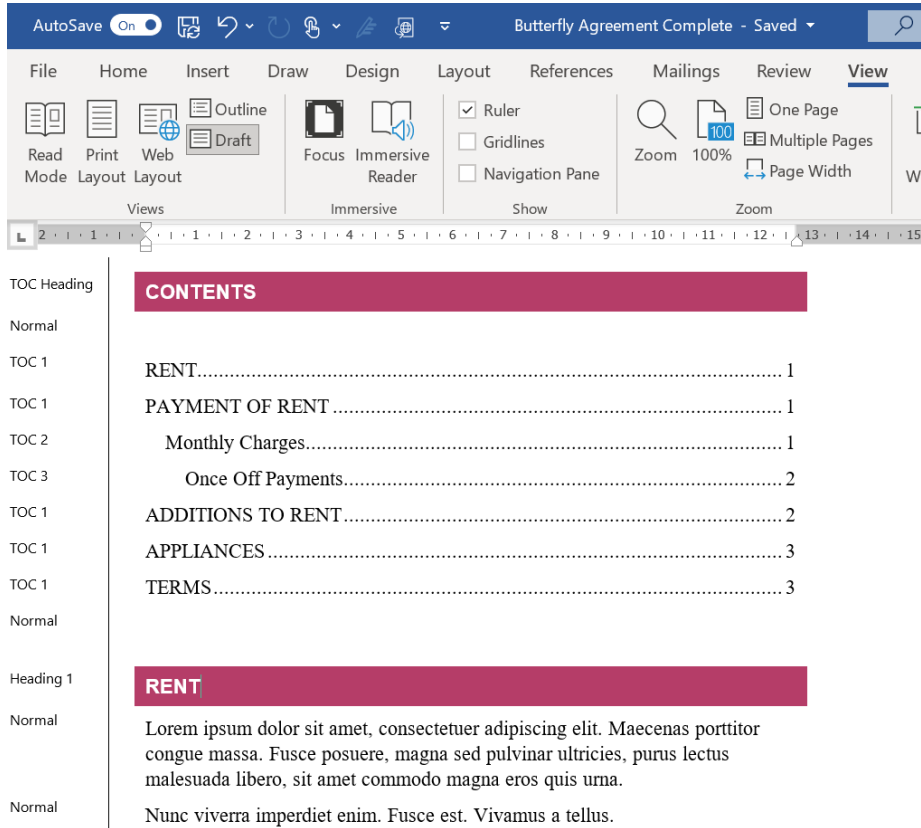 AutoSave On Butterfly Agreement Complete - Saved
File Home Insert Draw Design Layout References Mailings Review View
Read Mode
Print Layout
Web Layout
Outline
Draft
Views
Focus
Immersive Reader
Immersive
Ruler
Gridlines
Navigation Pane
Show
Zoom
100
100%
One Page
Multiple Pages
Page Width
Zoom
W
2 1 1 2 3 4 5 6 7 8 9 10 11 12 13 14 15
TOC Heading CONTENTS
Normal
TOC 1 RENT.......... 1
TOC 1 PAYMENT OF RENT .......... 1
TOC 2 Monthly Charges.......... 1
TOC 3 Once Off Payments.......... 2
TOC 1 ADDITIONS TO RENT.......... 2
TOC 1 APPLIANCES .......... 3
TOC 1 TERMS.......... 3
Normal
Heading 1 RENT
Normal Lorem ipsum dolor sit amet, consectetuer adipiscing elit. Maecenas porttitor
congue massa. Fusce posuere, magna sed pulvinar ultricies, purus lectus
malesuada libero, sit amet commodo magna eros quis urna.
Normal Nunc viverra imperdiet enim. Fusce est. Vivamus a tellus.